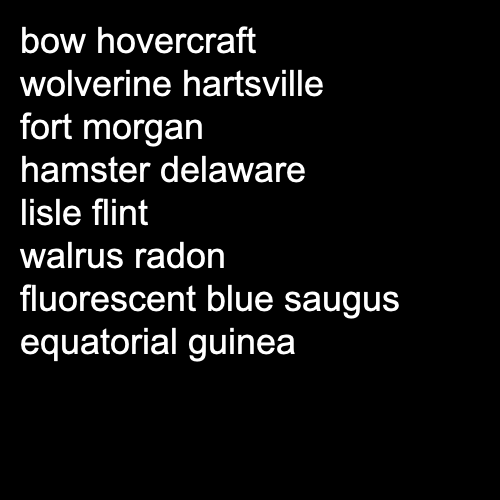 bow hovercraft
wolverine hartsville
fort morgan
hamster delaware
lisle flint
walrus radon
fluorescent blue saugus
equatorial guinea